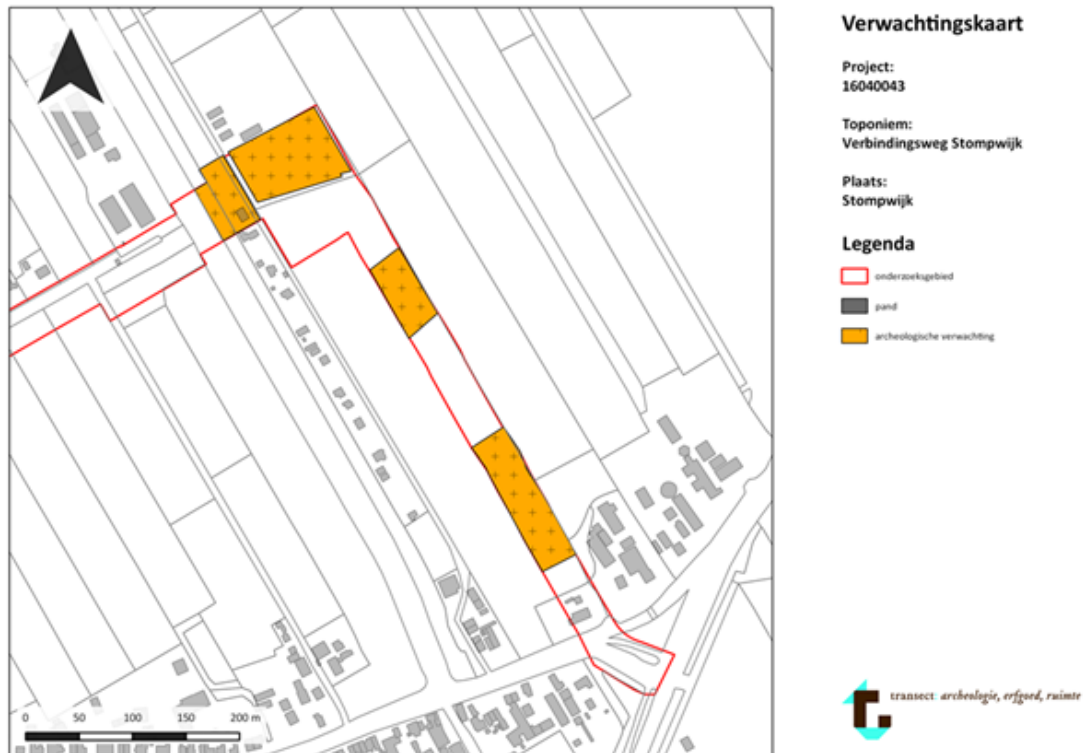 Verwachtingskaart
Project:
16040043
Toponiem:
Verbindingsweg Stompwijk
Plaats:
Stompwijk
Legenda
onderzoeksgebied
pand
archeologische verwachting
0 50 100 150 200 m
transect: archeologie, erfgoed, ruimte